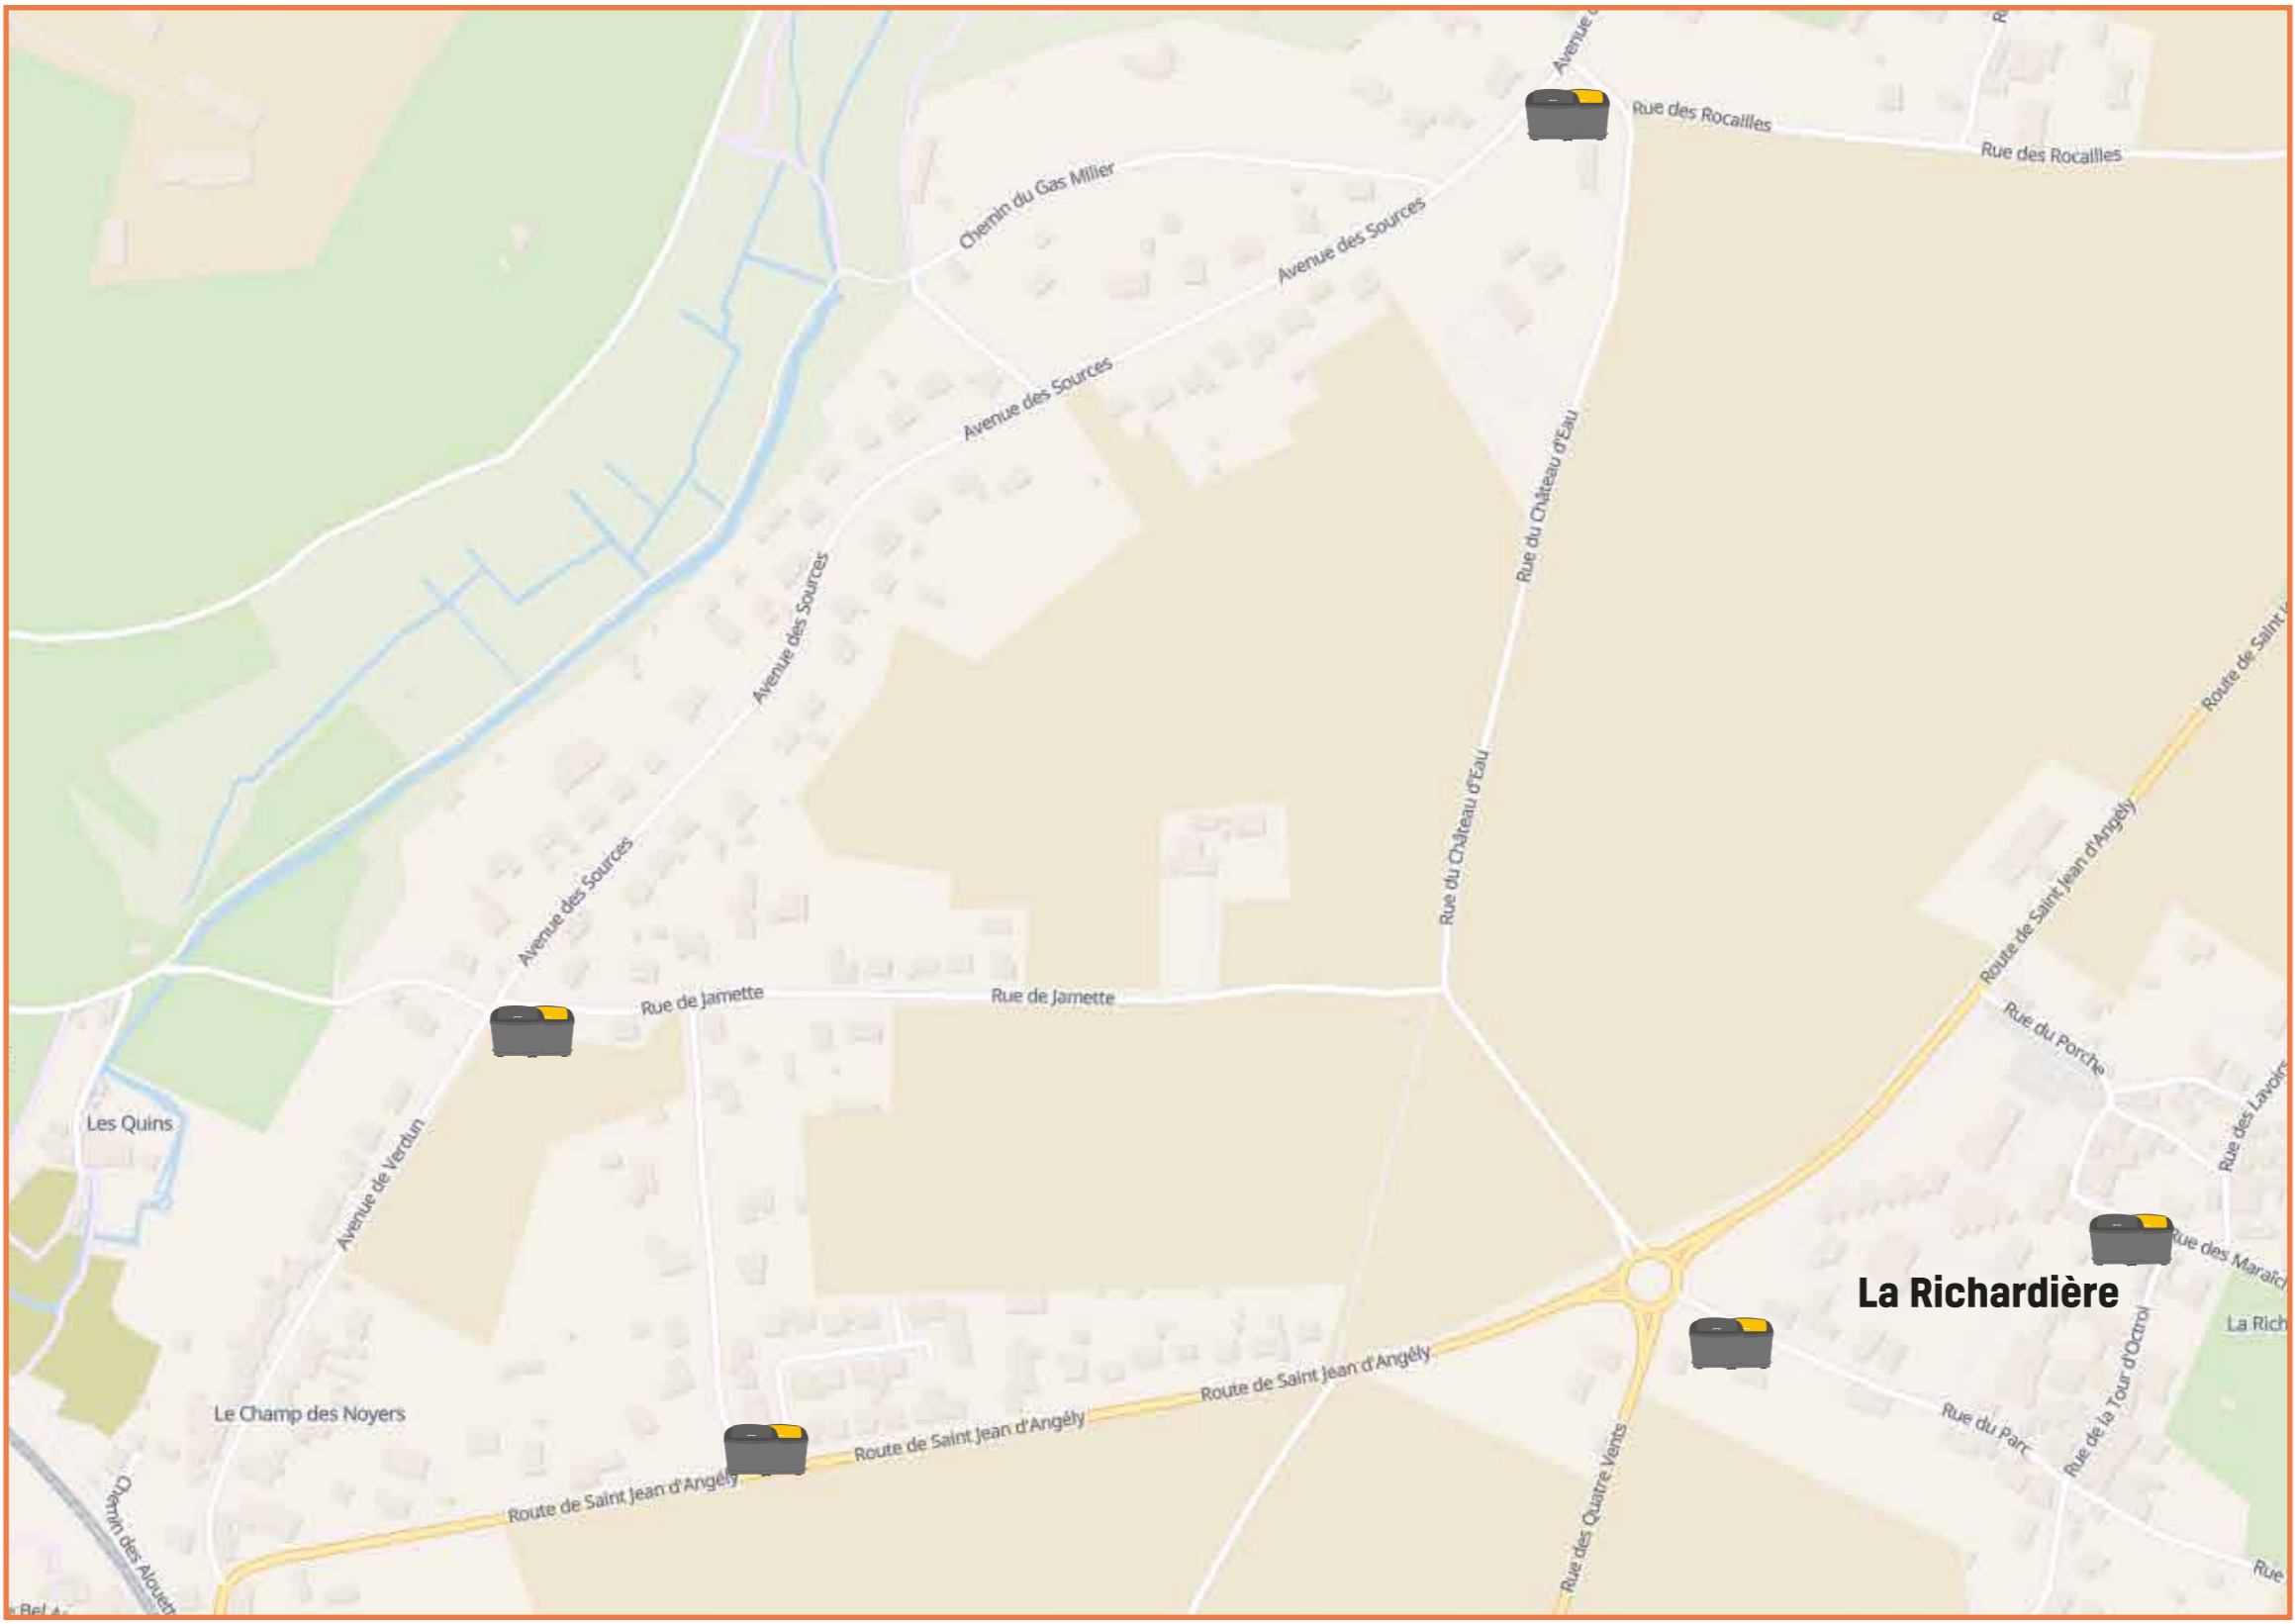 Avenue
Rue des Rocailles
Rue des Rocailles
Chemin du Gas Milier
Avenue des Sources
Avenue des Sources
Rue du Château d'Eau
Avenue des Sources
Route de Saint
Rue du Château d'Eau
Route de Saint Jean d'Angély
Avenue des Sources
Rue de Jarnette
Rue de Jarnette
Rue du Porche
Rue des Lavoirs
Les Quins
Avenue de Verdun
Rue des Maraîc
La Richardière
La Rich
Rue de la Tour d'Octroi
Route de Saint Jean d'Angély
Le Champ des Noyers
Route de Saint Jean d'Angély
Rue du Parc
Route de Saint Jean d'Angély
Rue des Quatre Vents
Chemin des Alouett
Rue